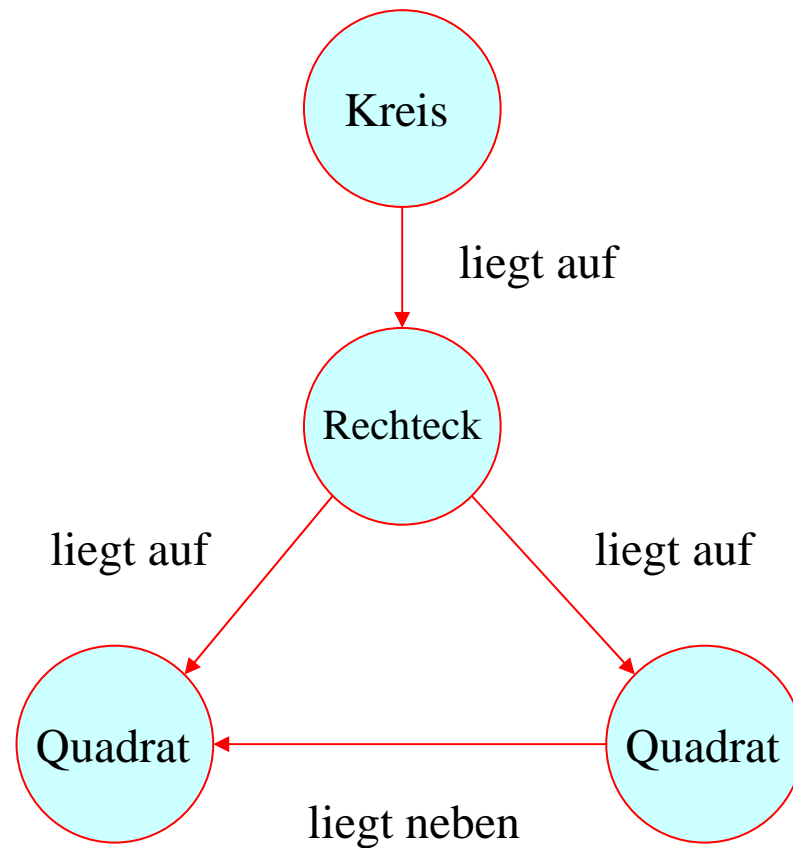 Kreis
liegt auf
Rechteck
liegt auf
liegt auf
Quadrat
Quadrat
liegt neben